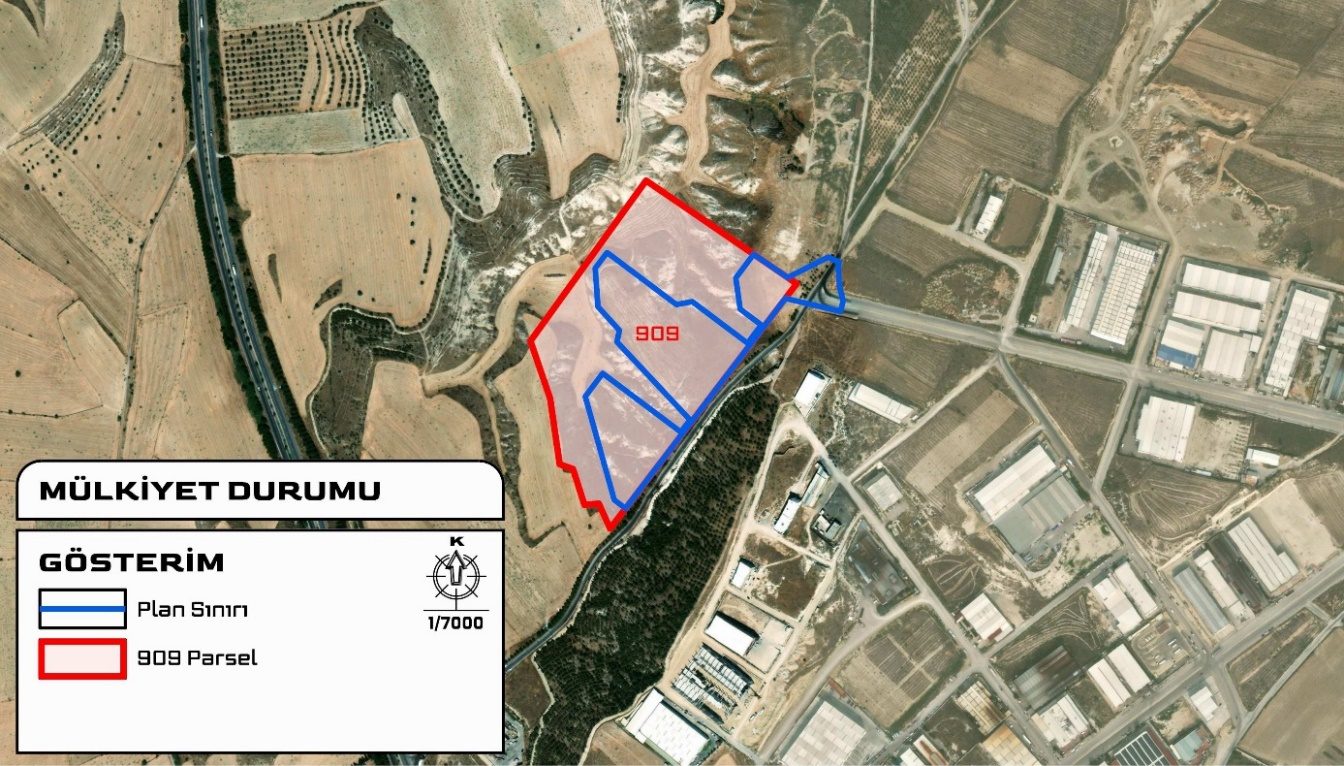 909
MÜLKİYET DURUMU
GÖSTERİM
K
1/7000
Plan Sınırı
909 Parsel